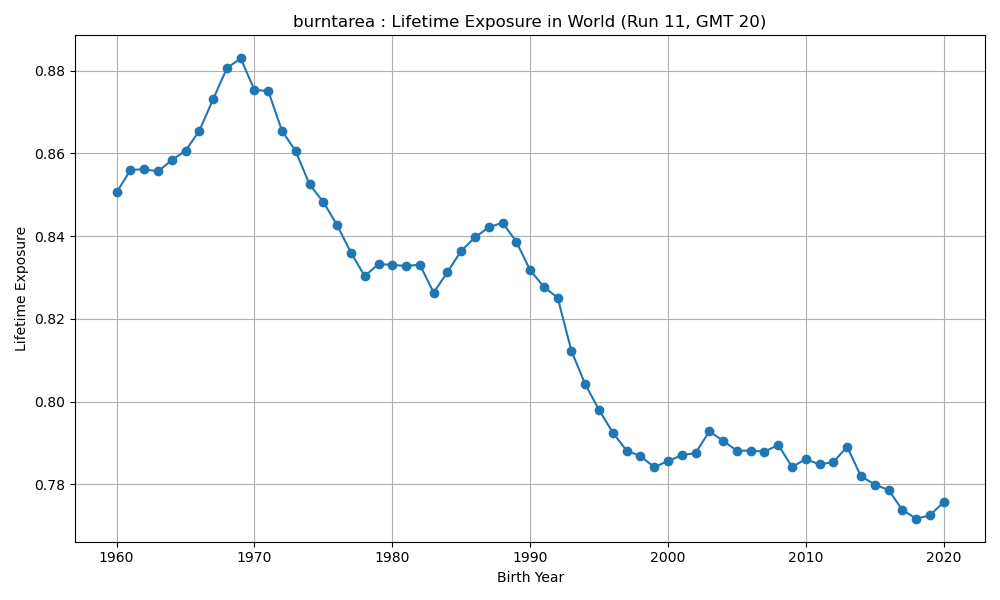 burntarea : Lifetime Exposure in World (Run 11, GMT 20)
Lifetime Exposure
0.88
0.86
0.84
0.82
0.80
0.78
1960 1970 1980 1990 2000 2010 2020
Birth Year